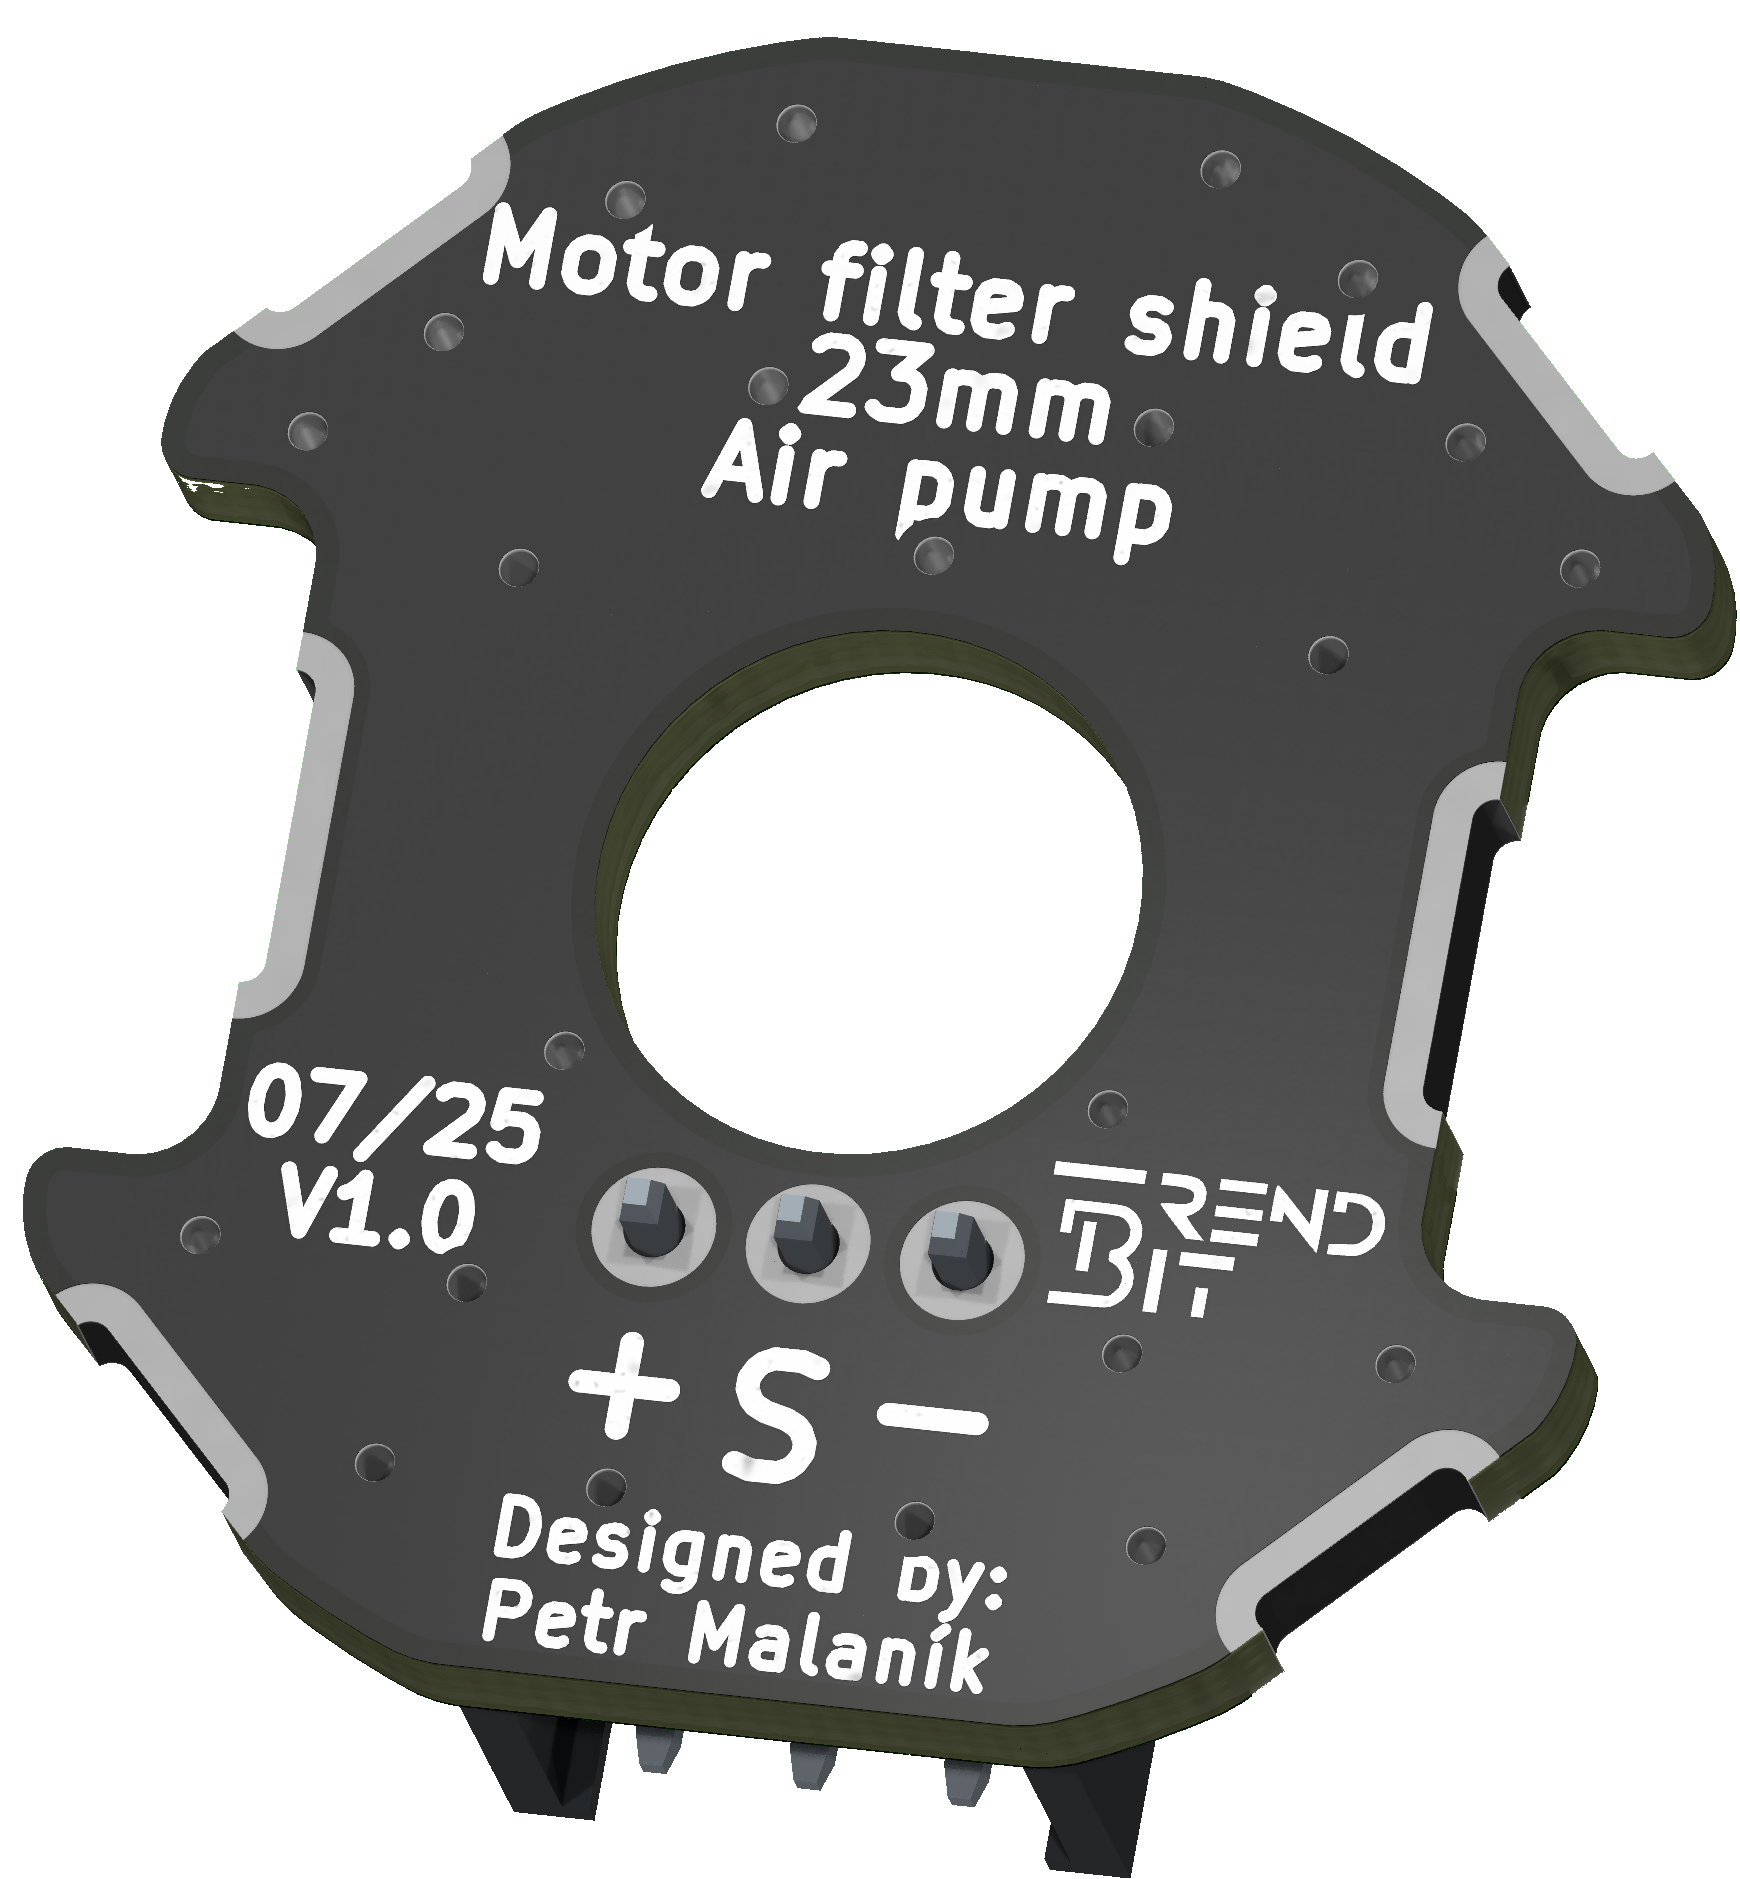 Motor filter shield
23mm
Air pump
07/25
V1.0
TREND
BIT
+ S -
Designed by:
Petr Malaník